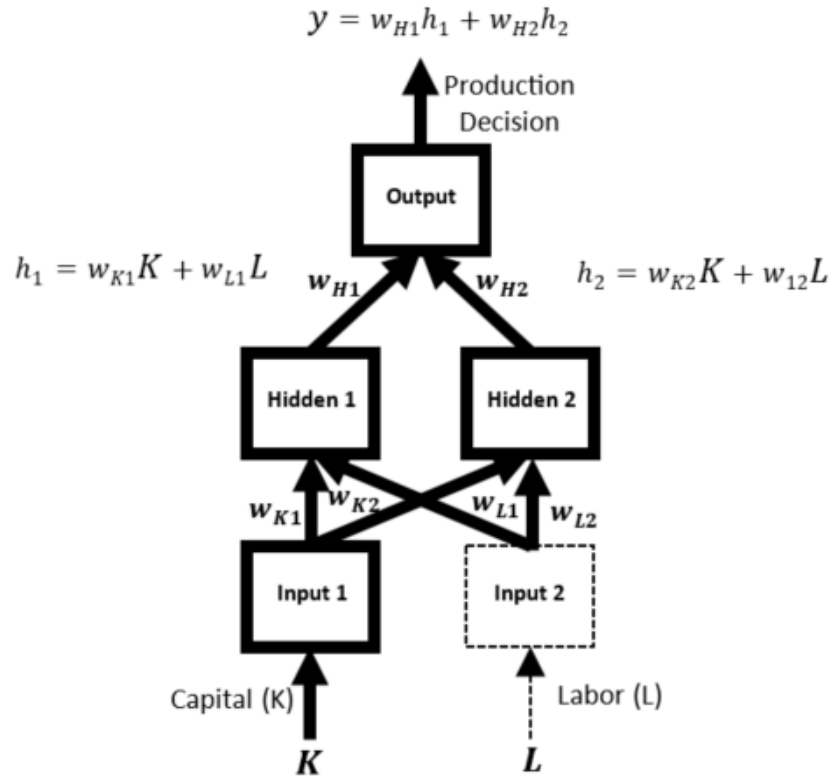 y = w_{H1}h_1 + w_{H2}h_2
Production
Decision
Output
h_1 = w_{K1}K + w_{L1}L
w_{H1}
w_{H2}
h_2 = w_{K2}K + w_{12}L
Hidden 1
Hidden 2
w_{K1}
w_{K2}
w_{L1}
w_{L2}
Input 1
Input 2
Capital (K)
Labor (L)
K
L